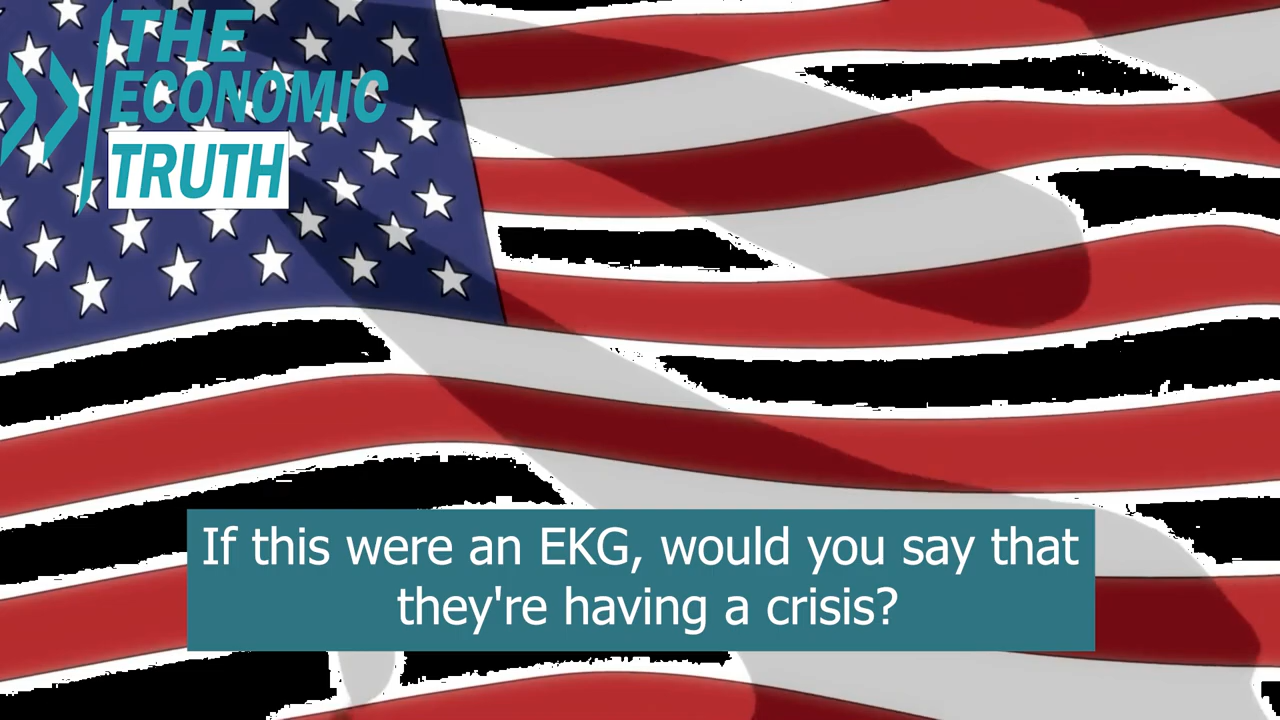 THE
ECONOMIC
TRUTH
If this were an EKG, would you say that
they're having a crisis?